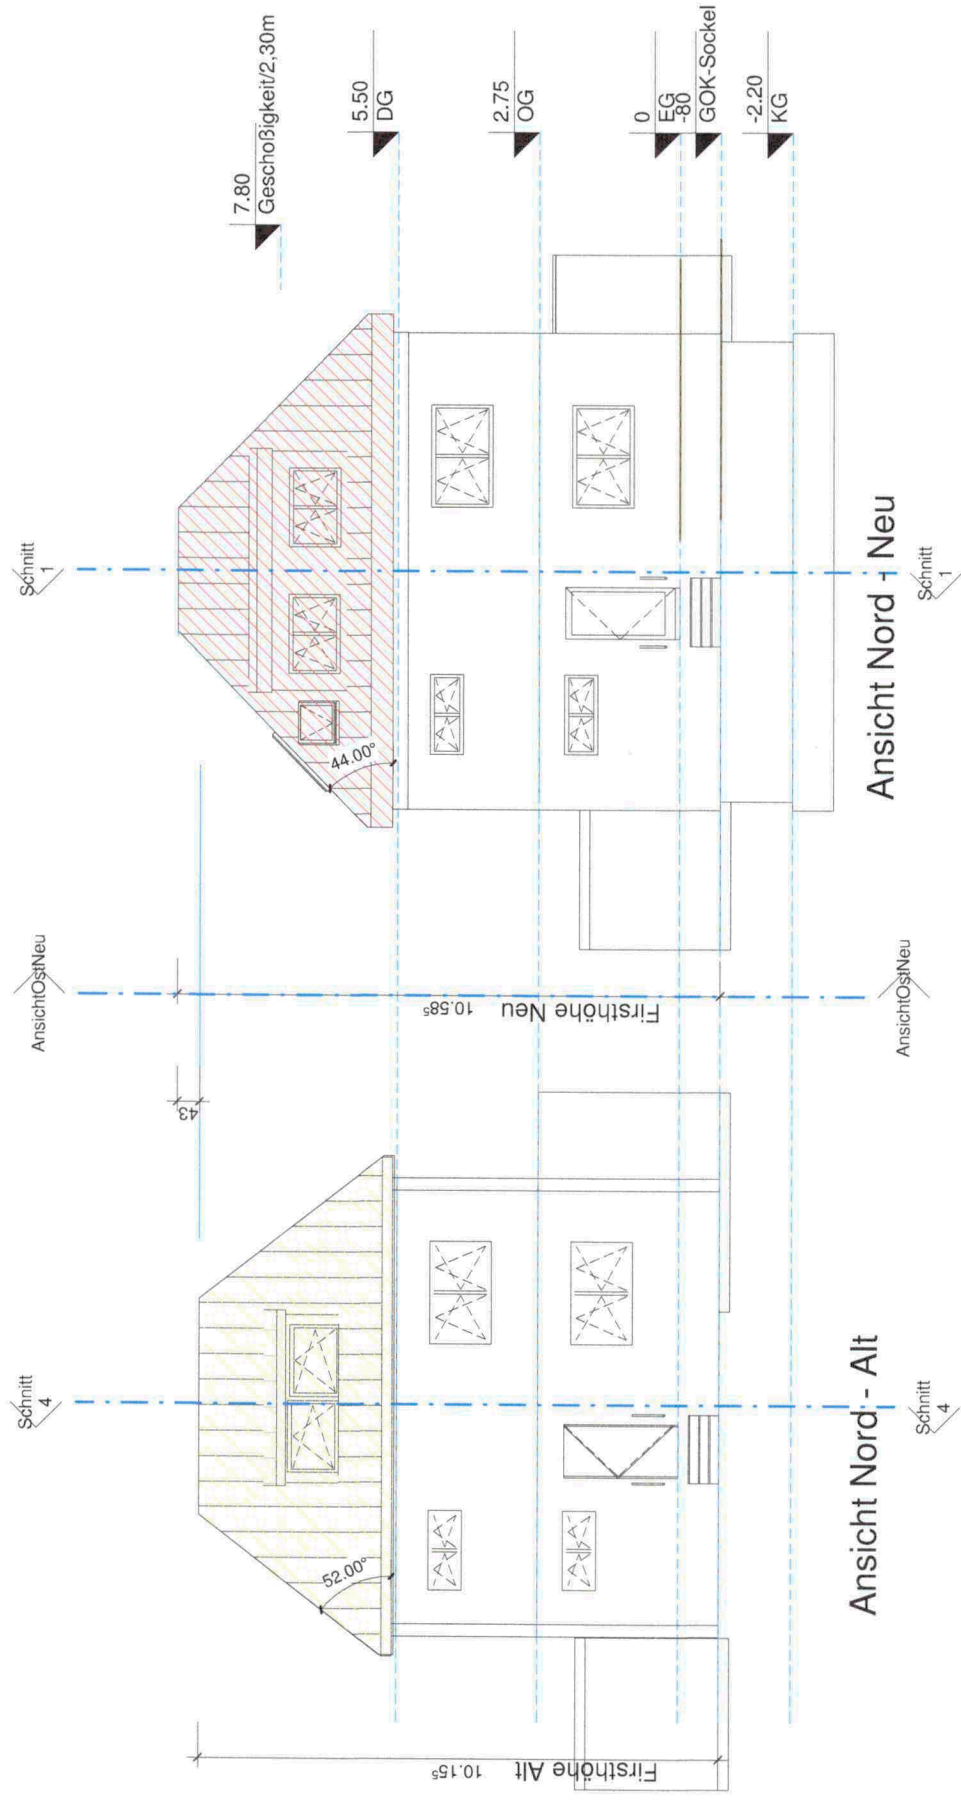 7.80
Geschoßigkeit/2,30m
5.50
DG
2.75
OG
0
EG
-80
GOK-Sockel
-2.20
KG
Schnitt
1
AnsichtOstNeu
Schnitt
4
43
44.00°
52.00°
Firsthöhe Neu 10.58⁵
Firsthöhe Alt 10.15⁵
Schnitt
1
AnsichtOstNeu
Schnitt
4
Ansicht Nord - Neu
Ansicht Nord - Alt